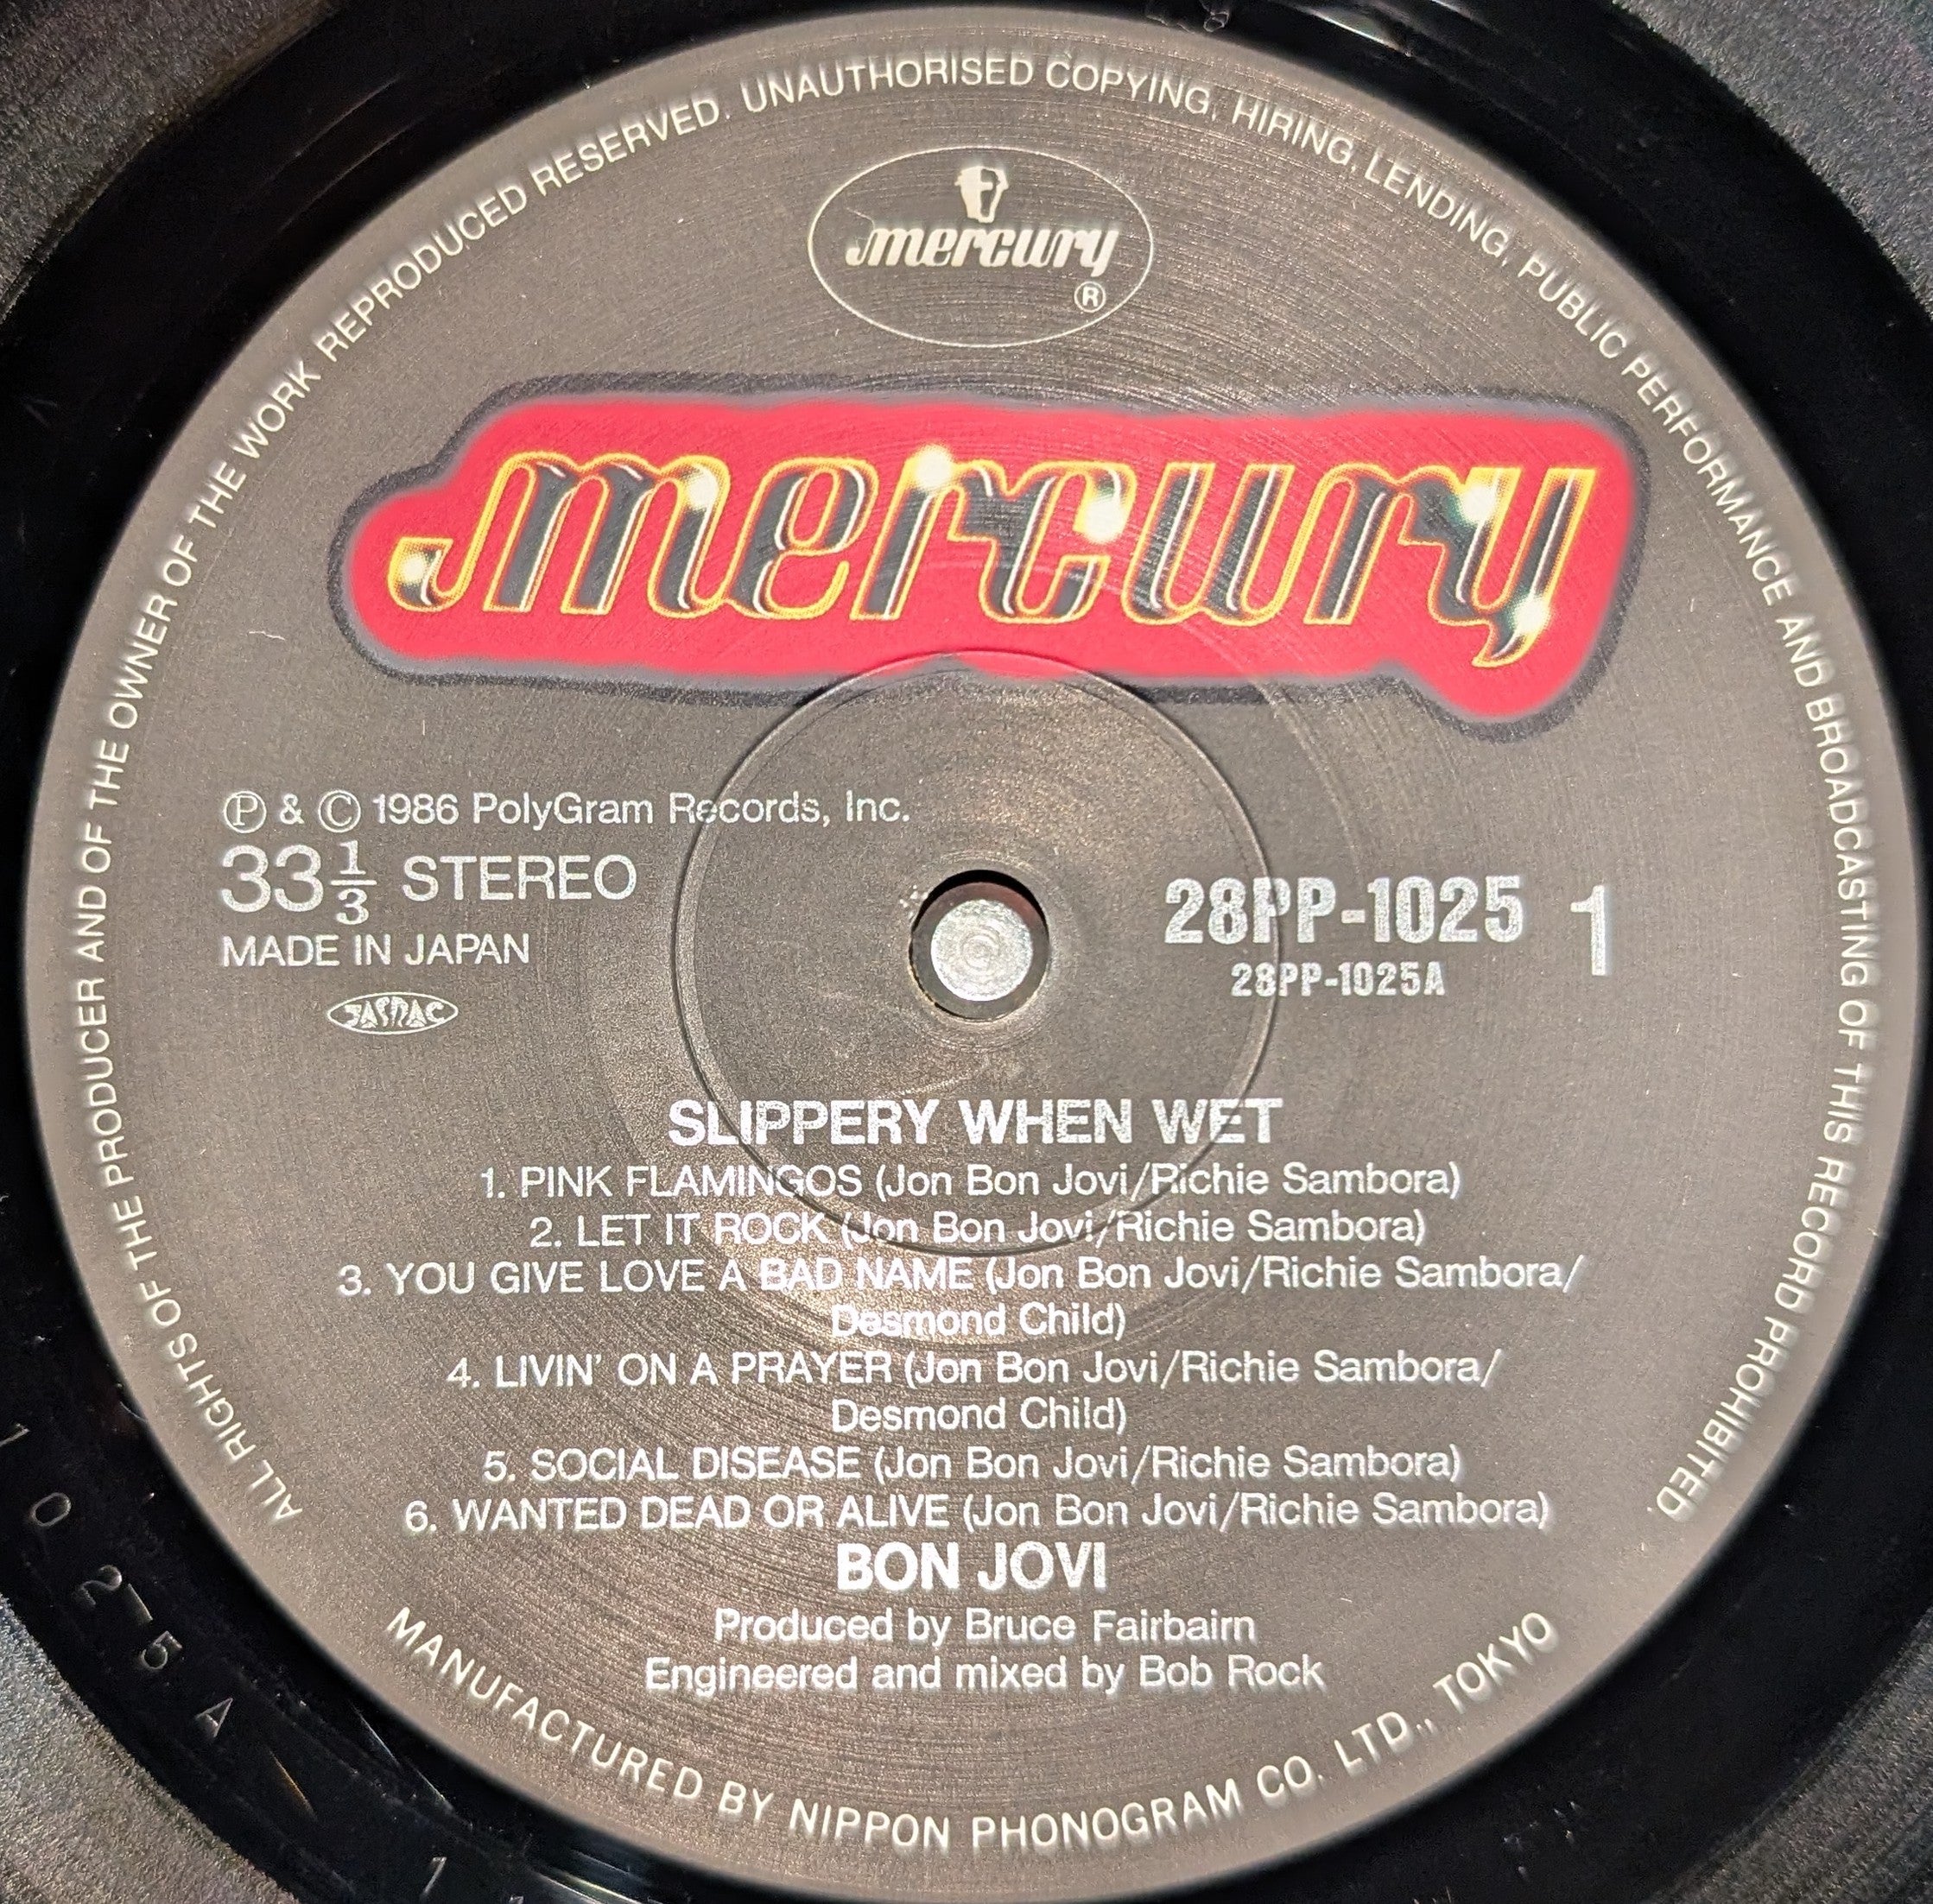 ALL RIGHTS OF THE PRODUCER AND OF THE OWNER OF THE WORK REPRODUCED RESERVED. UNAUTHORISED COPYING, HIRING, LENDING, PUBLIC PERFORMANCE AND BROADCASTING OF THIS RECORD PROHIBITED.
mercury
®
mercury
Ⓟ & © 1986 PolyGram Records, Inc.
33 1/3 STEREO
MADE IN JAPAN
JASRAC
28PP-1025 1
28PP-1025A
SLIPPERY WHEN WET
1. PINK FLAMINGOS (Jon Bon Jovi/Richie Sambora)
2. LET IT ROCK (Jon Bon Jovi/Richie Sambora)
3. YOU GIVE LOVE A BAD NAME (Jon Bon Jovi/Richie Sambora/
Desmond Child)
4. LIVIN' ON A PRAYER (Jon Bon Jovi/Richie Sambora/
Desmond Child)
5. SOCIAL DISEASE (Jon Bon Jovi/Richie Sambora)
6. WANTED DEAD OR ALIVE (Jon Bon Jovi/Richie Sambora)
BON JOVI
Produced by Bruce Fairbairn
Engineered and mixed by Bob Rock
MANUFACTURED BY NIPPON PHONOGRAM CO. LTD., TOKYO
1025A